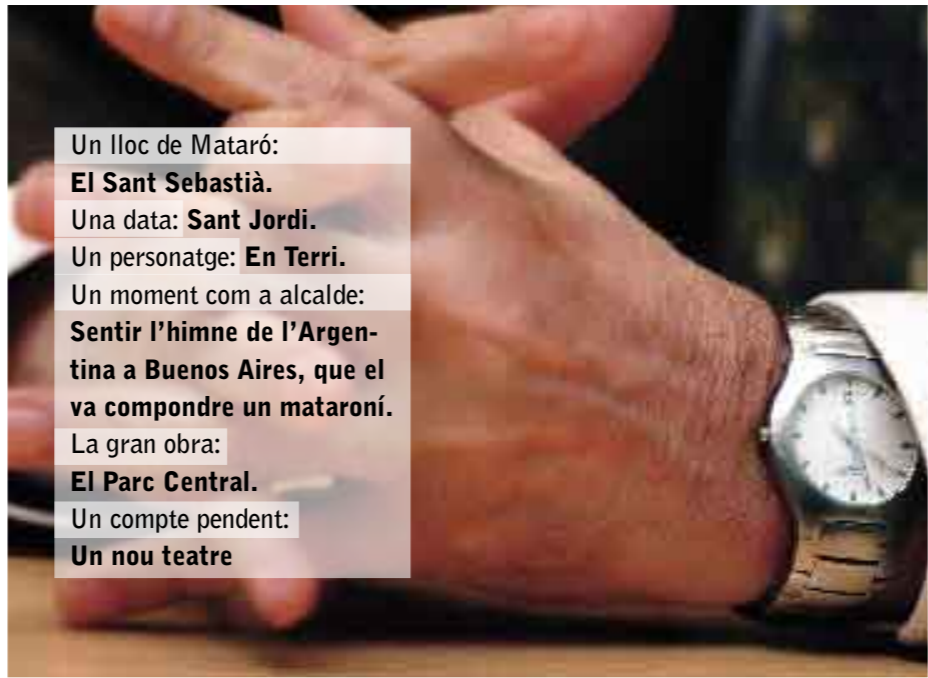 Un lloc de Mataró:
El Sant Sebastià.
Una data: Sant Jordi.
Un personatge: En Terri.
Un moment com a alcalde:
Sentir l’himne de l’Argen-
tina a Buenos Aires, que el
va compondre un mataroní.
La gran obra:
El Parc Central.
Un compte pendent:
Un nou teatre